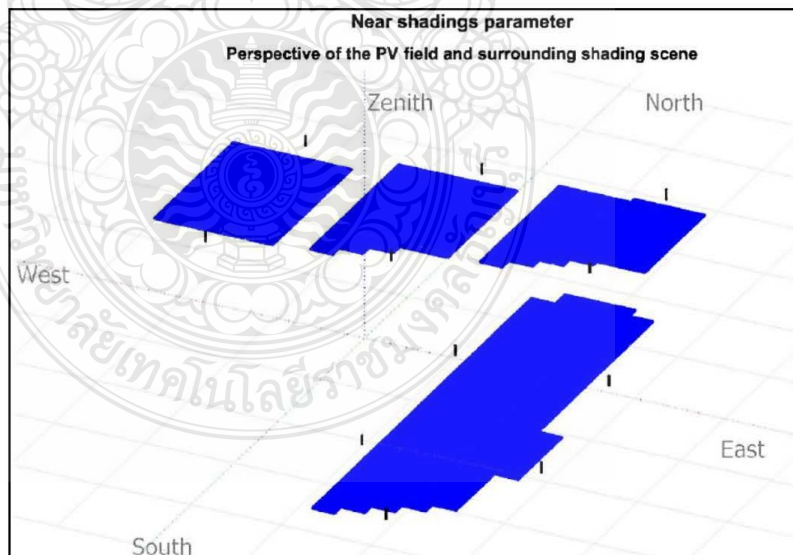 Near shadings parameter
Perspective of the PV field and surrounding shading scene
Zenith
North
West
East
South